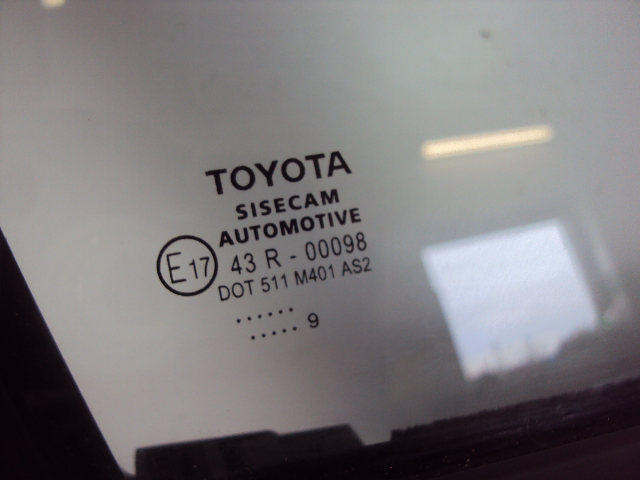 TOYOTA
SISECAM
AUTOMOTIVE
E17 43 R - 00098
DOT 511 M401 AS2
......
..... 9